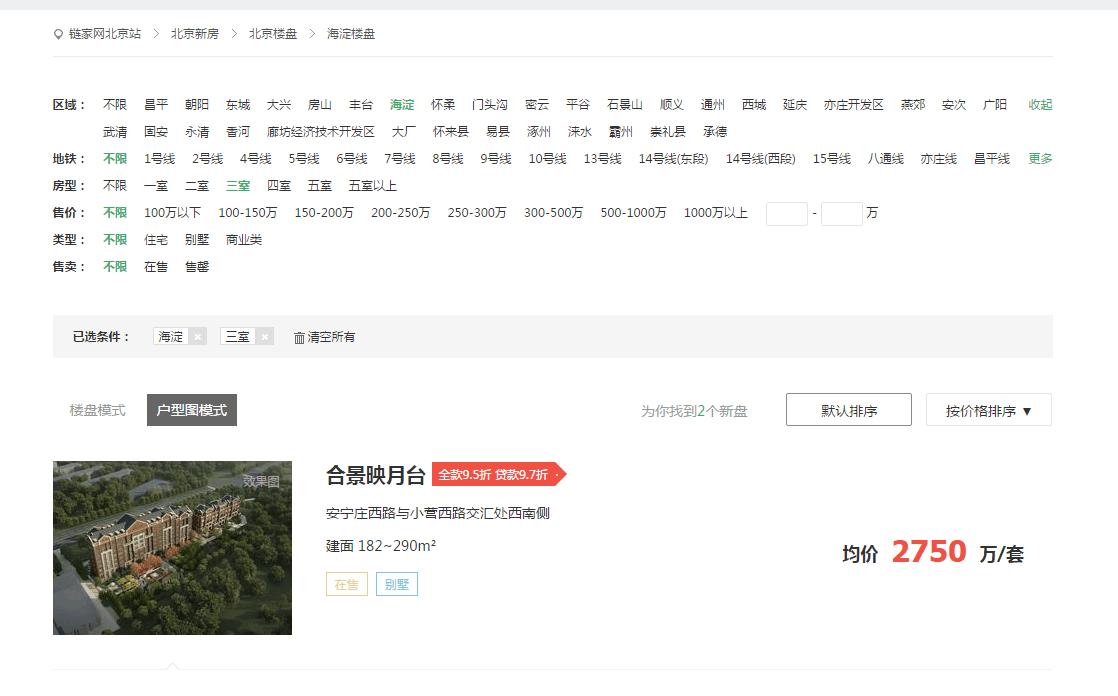 链家网北京站 > 北京新房 > 北京楼盘 > 海淀楼盘
区域： 不限 昌平 朝阳 东城 大兴 房山 丰台 海淀 怀柔 门头沟 密云 平谷 石景山 顺义 通州 西城 延庆 亦庄开发区 燕郊 安次 广阳 收起
武清 固安 永清 香河 廊坊经济技术开发区 大厂 怀来县 易县 涿州 涞水 霸州 崇礼县 承德
地铁： 不限 1号线 2号线 4号线 5号线 6号线 7号线 8号线 9号线 10号线 13号线 14号线(东段) 14号线(西段) 15号线 八通线 亦庄线 昌平线 更多
房型： 不限 一室 二室 三室 四室 五室 五室以上
售价： 不限 100万以下 100-150万 150-200万 200-250万 250-300万 300-500万 500-1000万 1000万以上 - 万
类型： 不限 住宅 别墅 商业类
售卖： 不限 在售 售罄
已选条件： 海淀 × 三室 × 清空所有
楼盘模式 户型图模式 为你找到2个新盘 默认排序 按价格排序 ▼
效果图
合景映月台 全款9.5折 贷款9.7折 ·
安宁庄西路与小营西路交汇处西南侧
建面 182~290m²
均价 2750 万/套
在售 别墅